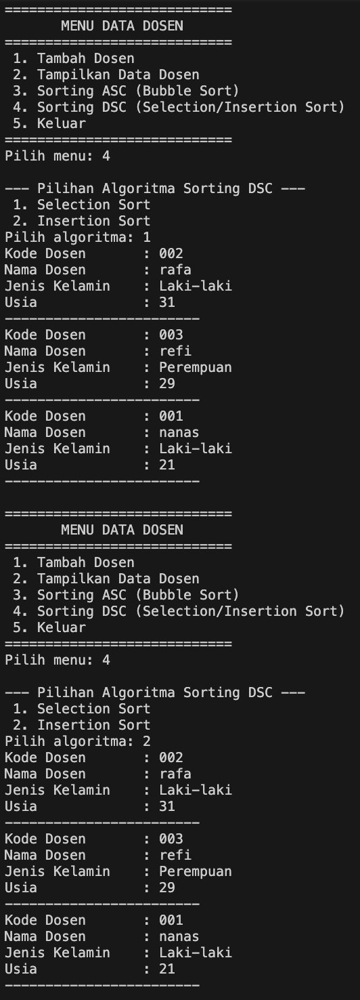 ============================
       MENU DATA DOSEN
============================
 1. Tambah Dosen
 2. Tampilkan Data Dosen
 3. Sorting ASC (Bubble Sort)
 4. Sorting DSC (Selection/Insertion Sort)
 5. Keluar
============================
Pilih menu: 4

--- Pilihan Algoritma Sorting DSC ---
 1. Selection Sort
 2. Insertion Sort
Pilih algoritma: 1
Kode Dosen       : 002
Nama Dosen       : rafa
Jenis Kelamin    : Laki-laki
Usia             : 31
------------------------
Kode Dosen       : 003
Nama Dosen       : refi
Jenis Kelamin    : Perempuan
Usia             : 29
------------------------
Kode Dosen       : 001
Nama Dosen       : nanas
Jenis Kelamin    : Laki-laki
Usia             : 21
------------------------

============================
       MENU DATA DOSEN
============================
 1. Tambah Dosen
 2. Tampilkan Data Dosen
 3. Sorting ASC (Bubble Sort)
 4. Sorting DSC (Selection/Insertion Sort)
 5. Keluar
============================
Pilih menu: 4

--- Pilihan Algoritma Sorting DSC ---
 1. Selection Sort
 2. Insertion Sort
Pilih algoritma: 2
Kode Dosen       : 002
Nama Dosen       : rafa
Jenis Kelamin    : Laki-laki
Usia             : 31
------------------------
Kode Dosen       : 003
Nama Dosen       : refi
Jenis Kelamin    : Perempuan
Usia             : 29
------------------------
Kode Dosen       : 001
Nama Dosen       : nanas
Jenis Kelamin    : Laki-laki
Usia             : 21
------------------------